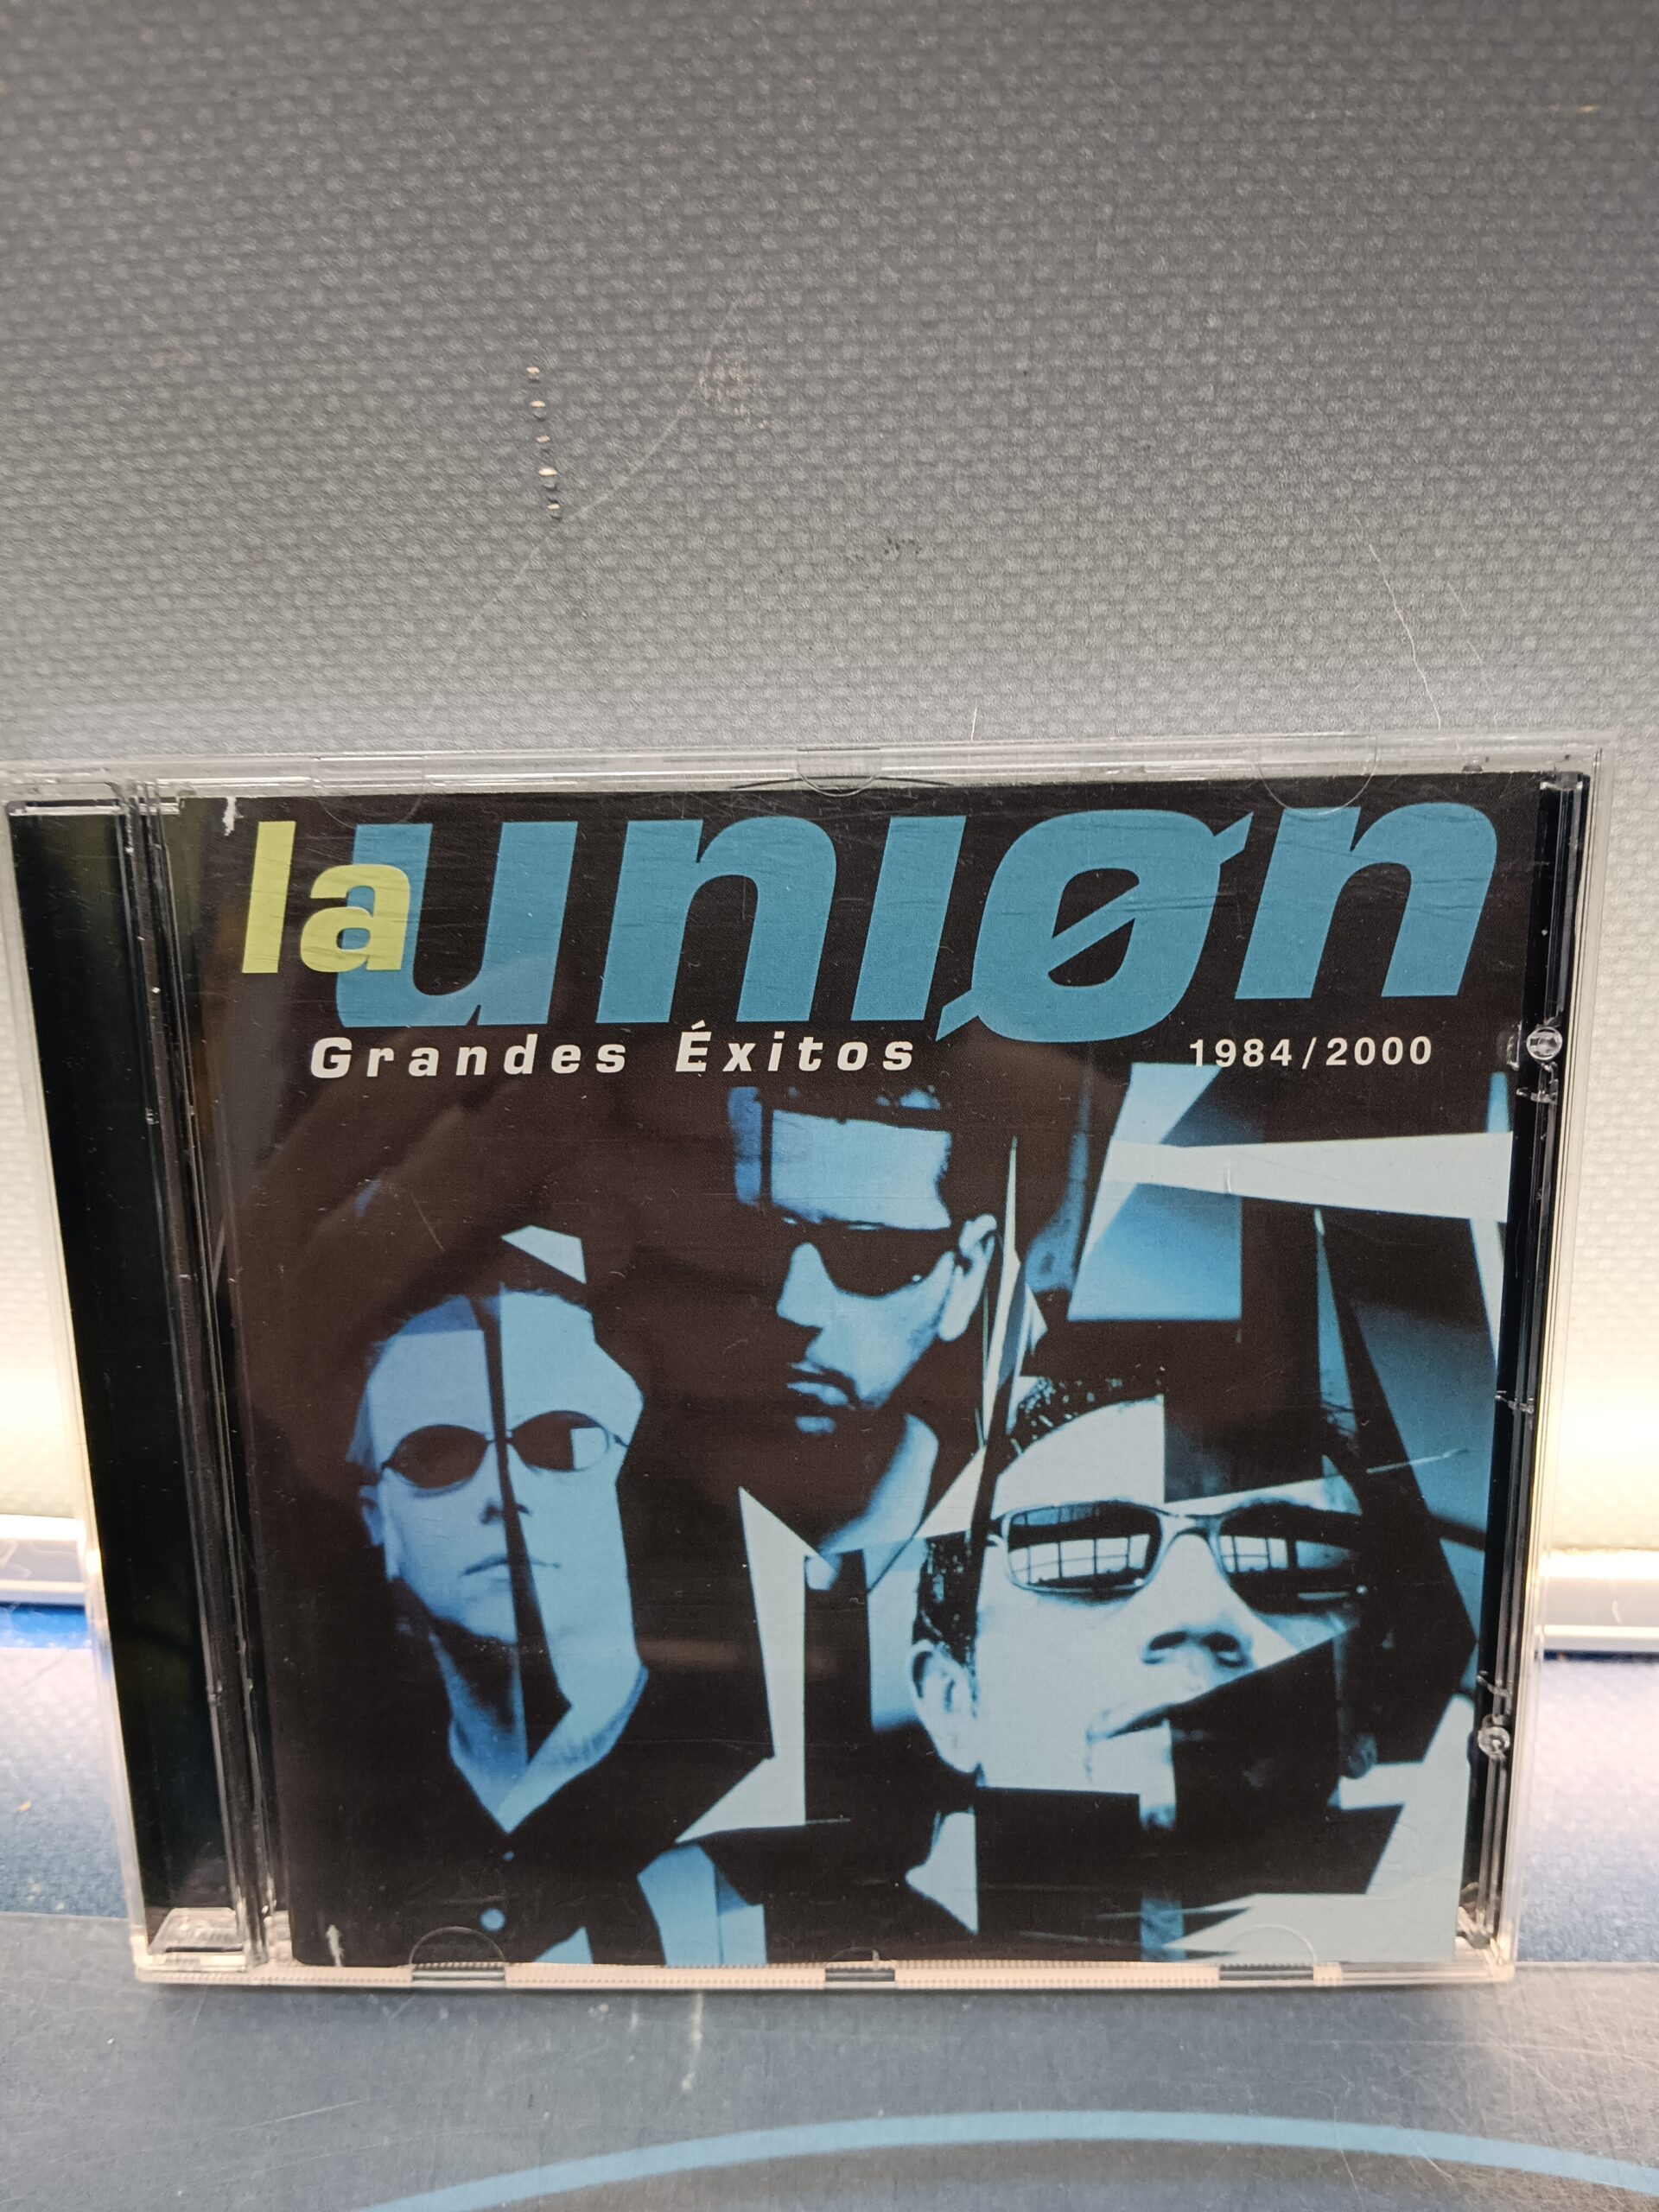 la uniøn
Grandes Éxitos 1984/2000